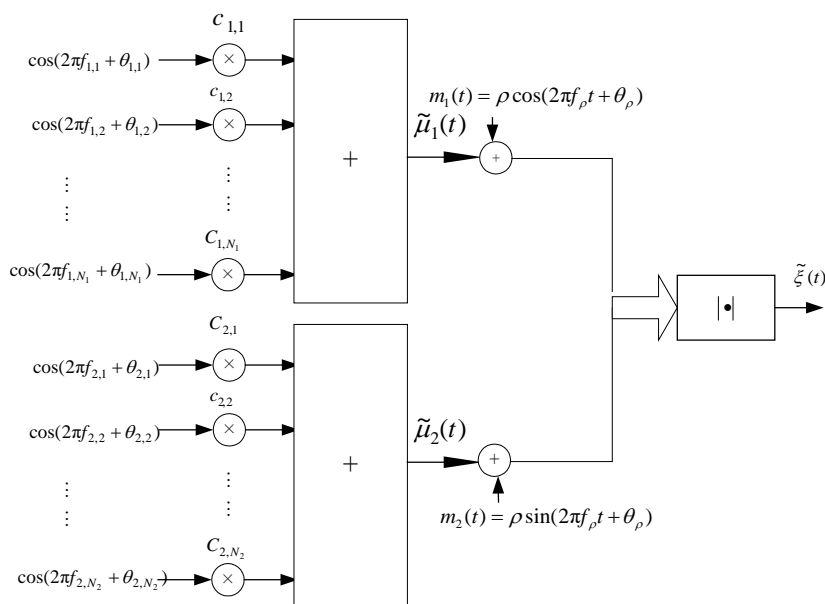 c 1,1
cos(2πf1,1 + θ1,1)
×
c1,2
cos(2πf1,2 + θ1,2)
×
⋮
⋮
⋮
⋮
C1,N1
cos(2πf1,N1 + θ1,N1)
×
+
m1(t) = ρ cos(2πfρt + θρ)
μ̃1(t)
+
ξ̃(t)
|•|
C2,1
cos(2πf2,1 + θ2,1)
×
c2,2
cos(2πf2,2 + θ2,2)
×
⋮
⋮
⋮
⋮
C2,N2
cos(2πf2,N2 + θ2,N2)
×
+
μ̃2(t)
+
m2(t) = ρ sin(2πfρt + θρ)